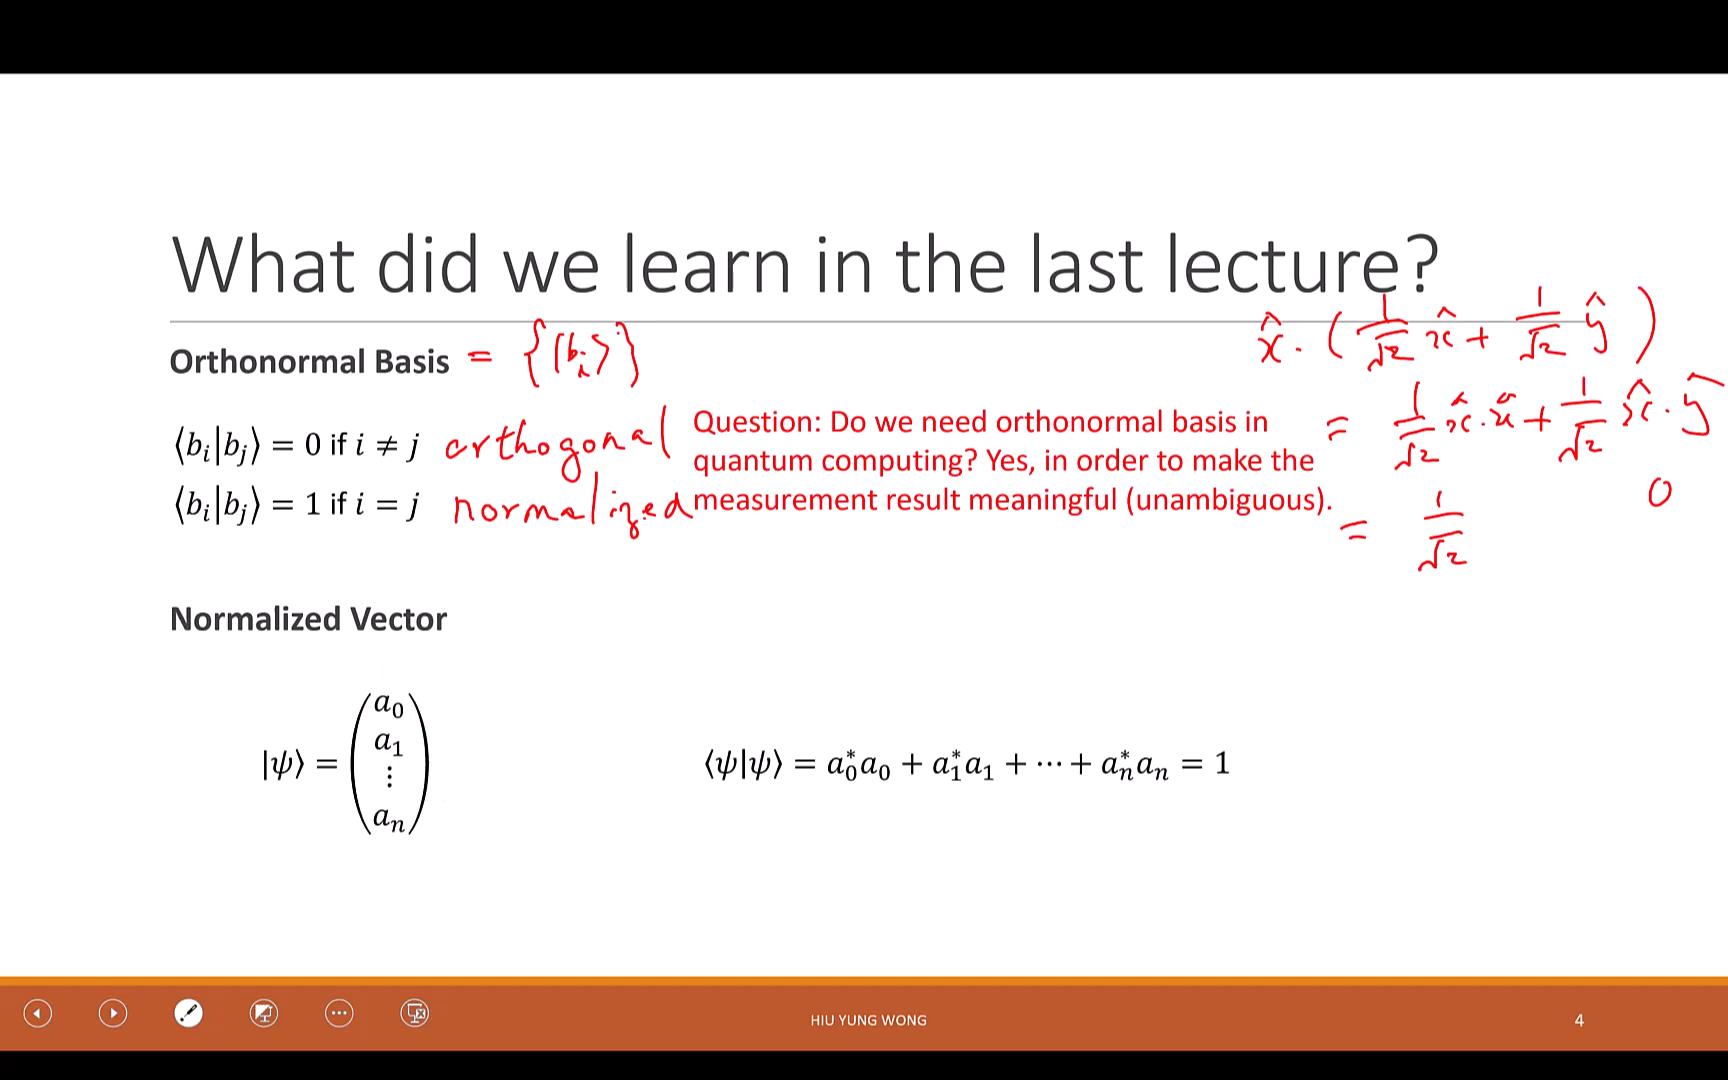 What did we learn in the last lecture?
x̂ · ( 1/√2 x̂ + 1/√2 ŷ )
Orthonormal Basis = {|bᵢ⟩}
= 1/√2 x̂ · x̂ + 1/√2 x̂ · ŷ
0
= 1/√2
⟨bᵢ|bⱼ⟩ = 0 if i ≠ j orthogonal
⟨bᵢ|bⱼ⟩ = 1 if i = j normalized
Question: Do we need orthonormal basis in
quantum computing? Yes, in order to make the
measurement result meaningful (unambiguous).
Normalized Vector
|ψ⟩ = (a₀ a₁ ⋮ aₙ)
⟨ψ|ψ⟩ = a₀*a₀ + a₁*a₁ + ⋯ + aₙ*aₙ = 1
HIU YUNG WONG
4